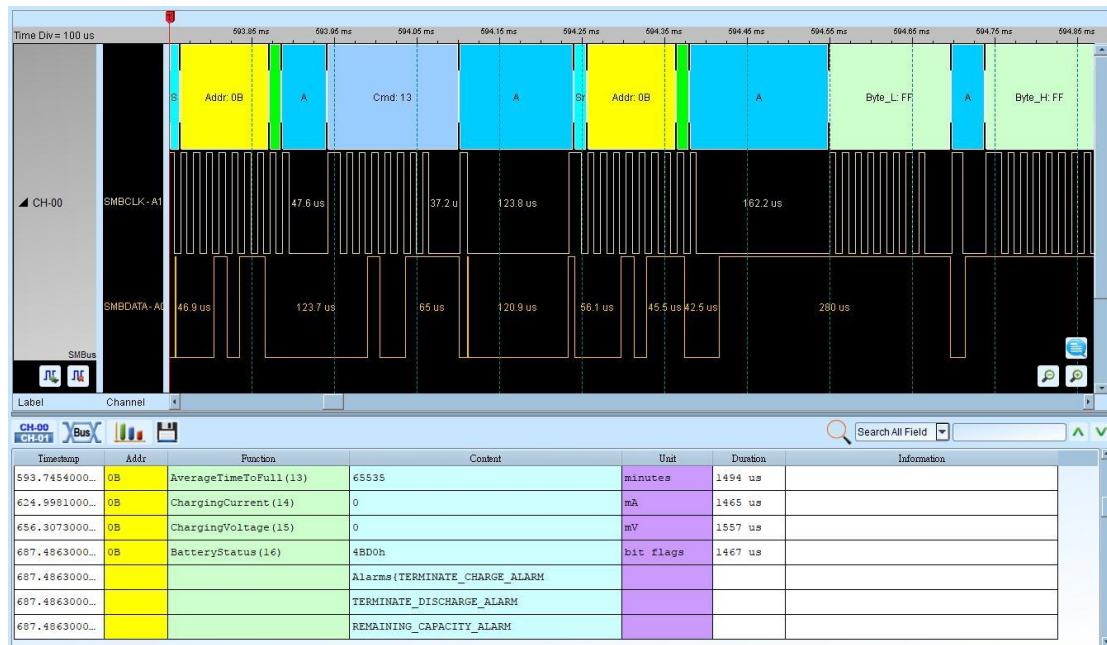 Time Div = 100 us
593.85 ms 593.95 ms 594.05 ms 594.15 ms 594.25 ms 594.35 ms 594.45 ms 594.55 ms 594.65 ms 594.75 ms 594.85 ms
S Addr: 0B A Cmd: 13 A Sr Addr: 0B A Byte_L: FF A Byte_H: FF
CH-00 SMBCLK - A1 47.6 us 37.2 u 123.8 us 162.2 us
SMBDATA - A0 46.9 us 123.7 us 65 us 120.9 us 56.1 us 45.5 us 42.5 us 280 us
SMBus
Label Channel
CH-00
CH-01 Bus Search All Field
Timestamp Addr Function Content Unit Duration Information
593.7454000... 0B AverageTimeToFull(13) 65535 minutes 1494 us
624.9981000... 0B ChargingCurrent(14) 0 mA 1465 us
656.3073000... 0B ChargingVoltage(15) 0 mV 1557 us
687.4863000... 0B BatteryStatus(16) 4BD0h bit flags 1467 us
687.4863000... Alarms{TERMINATE_CHARGE_ALARM
687.4863000... TERMINATE_DISCHARGE_ALARM
687.4863000... REMAINING_CAPACITY_ALARM